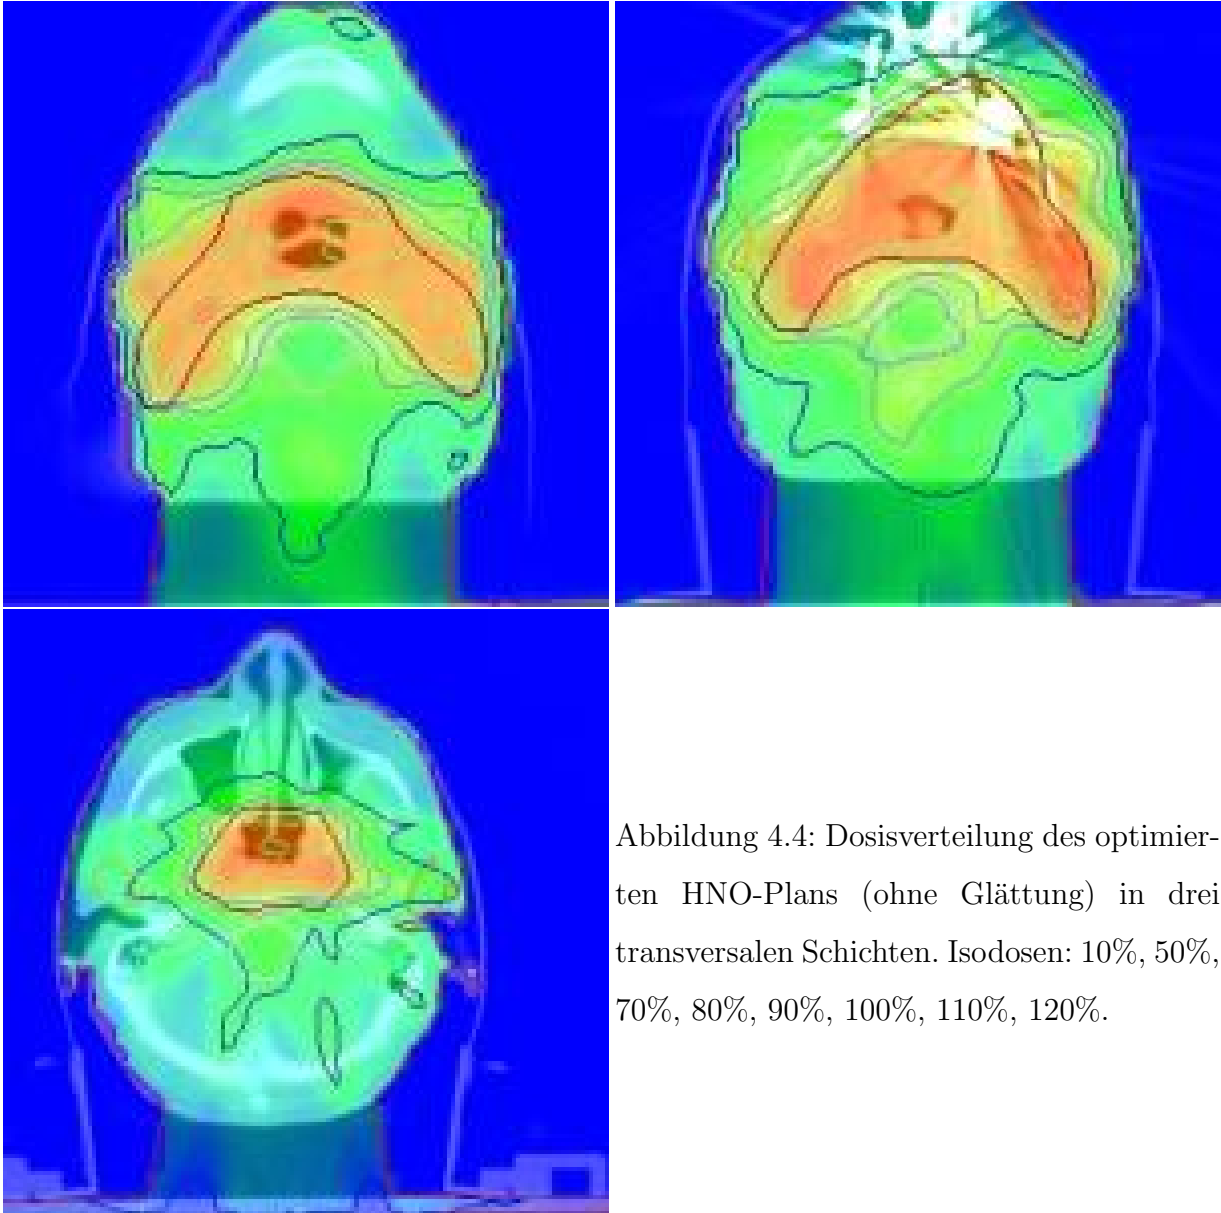 Abbildung 4.4: Dosisverteilung des optimier-
ten HNO-Plans (ohne Glättung) in drei
transversalen Schichten. Isodosen: 10%, 50%,
70%, 80%, 90%, 100%, 110%, 120%.